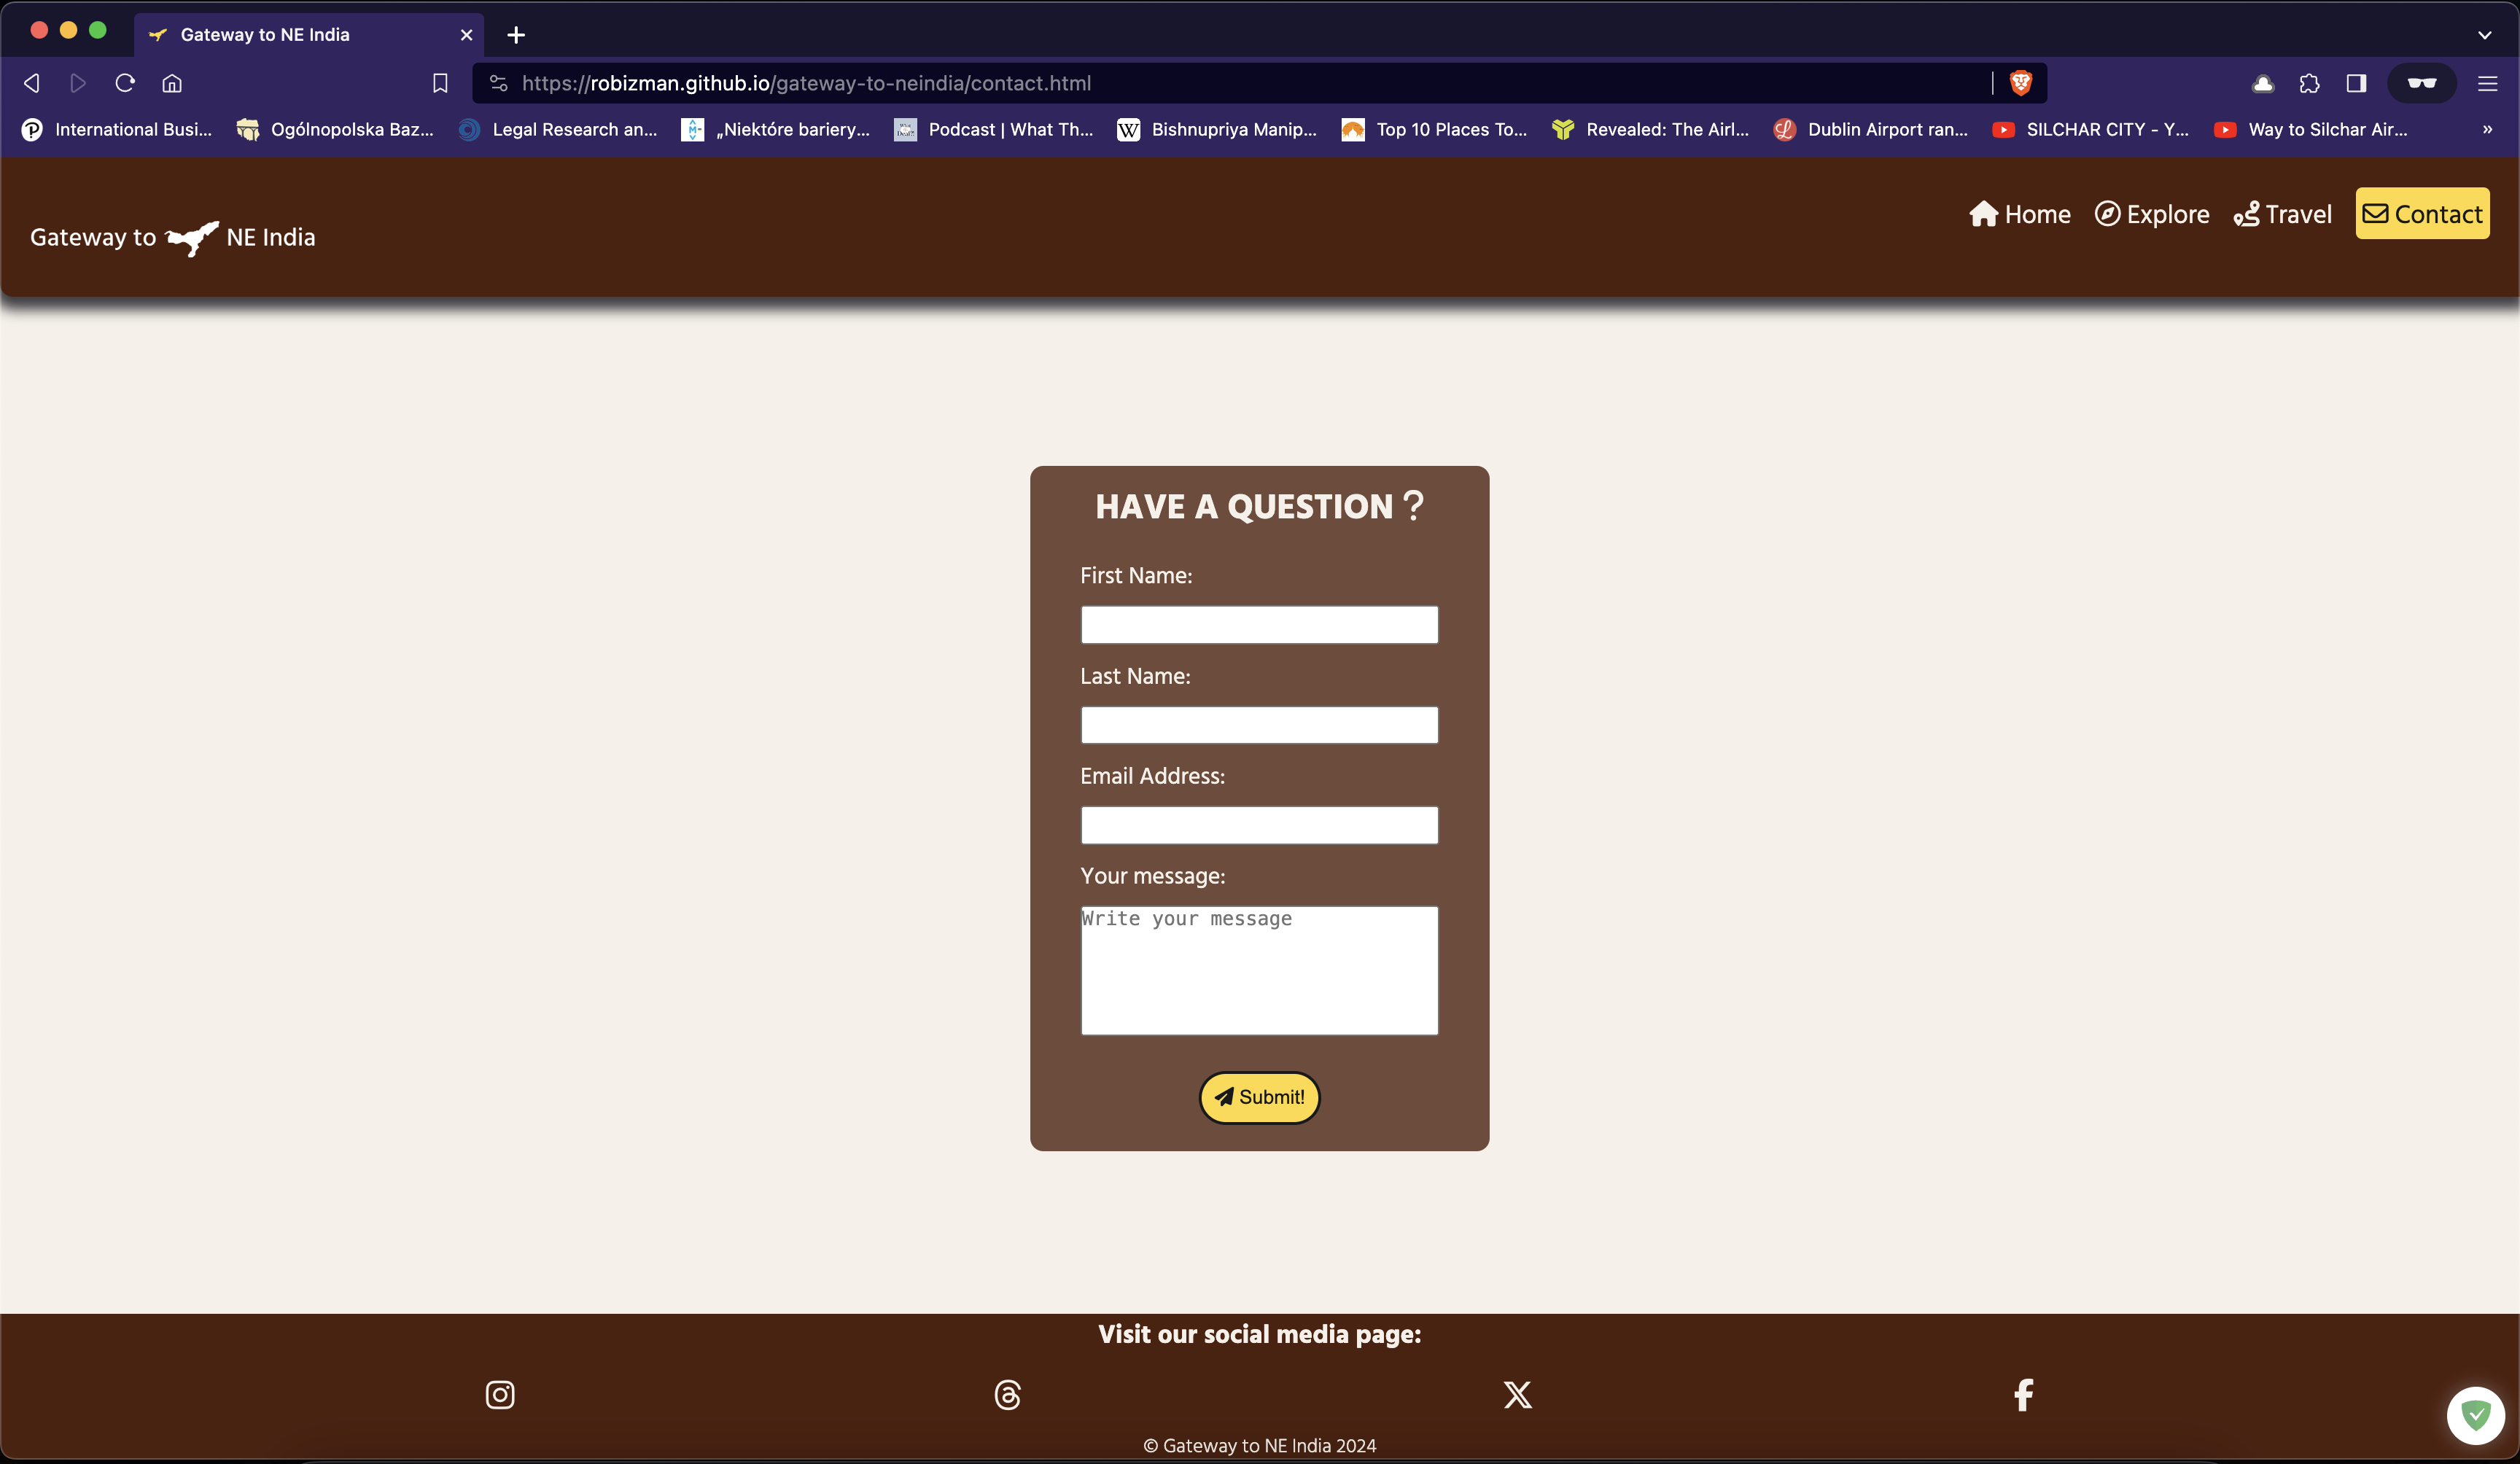 Gateway to NE India
https://robizman.github.io/gateway-to-neindia/contact.html
International Busi... Ogólnopolska Baz... Legal Research an... „Niektóre bariery... Podcast | What Th... W Bishnupriya Manip... Top 10 Places To... Revealed: The Airl... Dublin Airport ran... SILCHAR CITY - Y... Way to Silchar Air... »
Gateway to NE India
Home Explore Travel Contact
HAVE A QUESTION ?
First Name:
Last Name:
Email Address:
Your message:
Write your message
Submit!
Visit our social media page:
© Gateway to NE India 2024